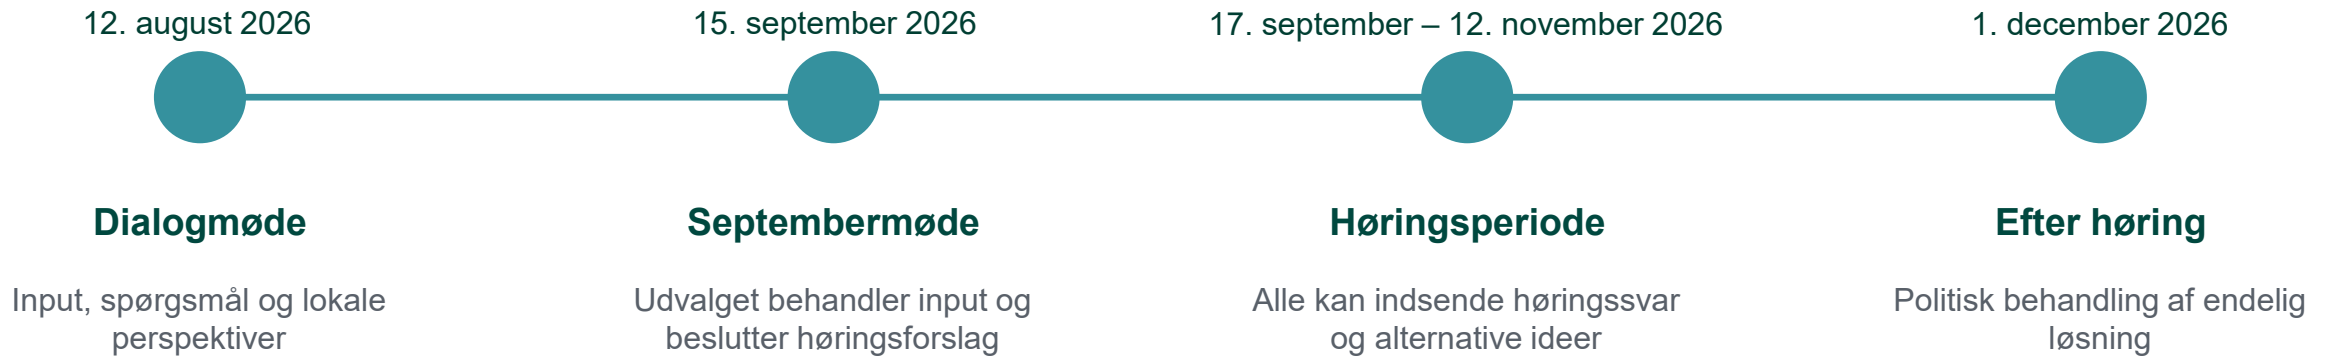 12. august 2026
Dialogmøde
Input, spørgsmål og lokale
perspektiver
15. september 2026
Septembermøde
Udvalget behandler input og
beslutter høringsforslag
17. september – 12. november 2026
Høringsperiode
Alle kan indsende høringssvar
og alternative ideer
1. december 2026
Efter høring
Politisk behandling af endelig
løsning